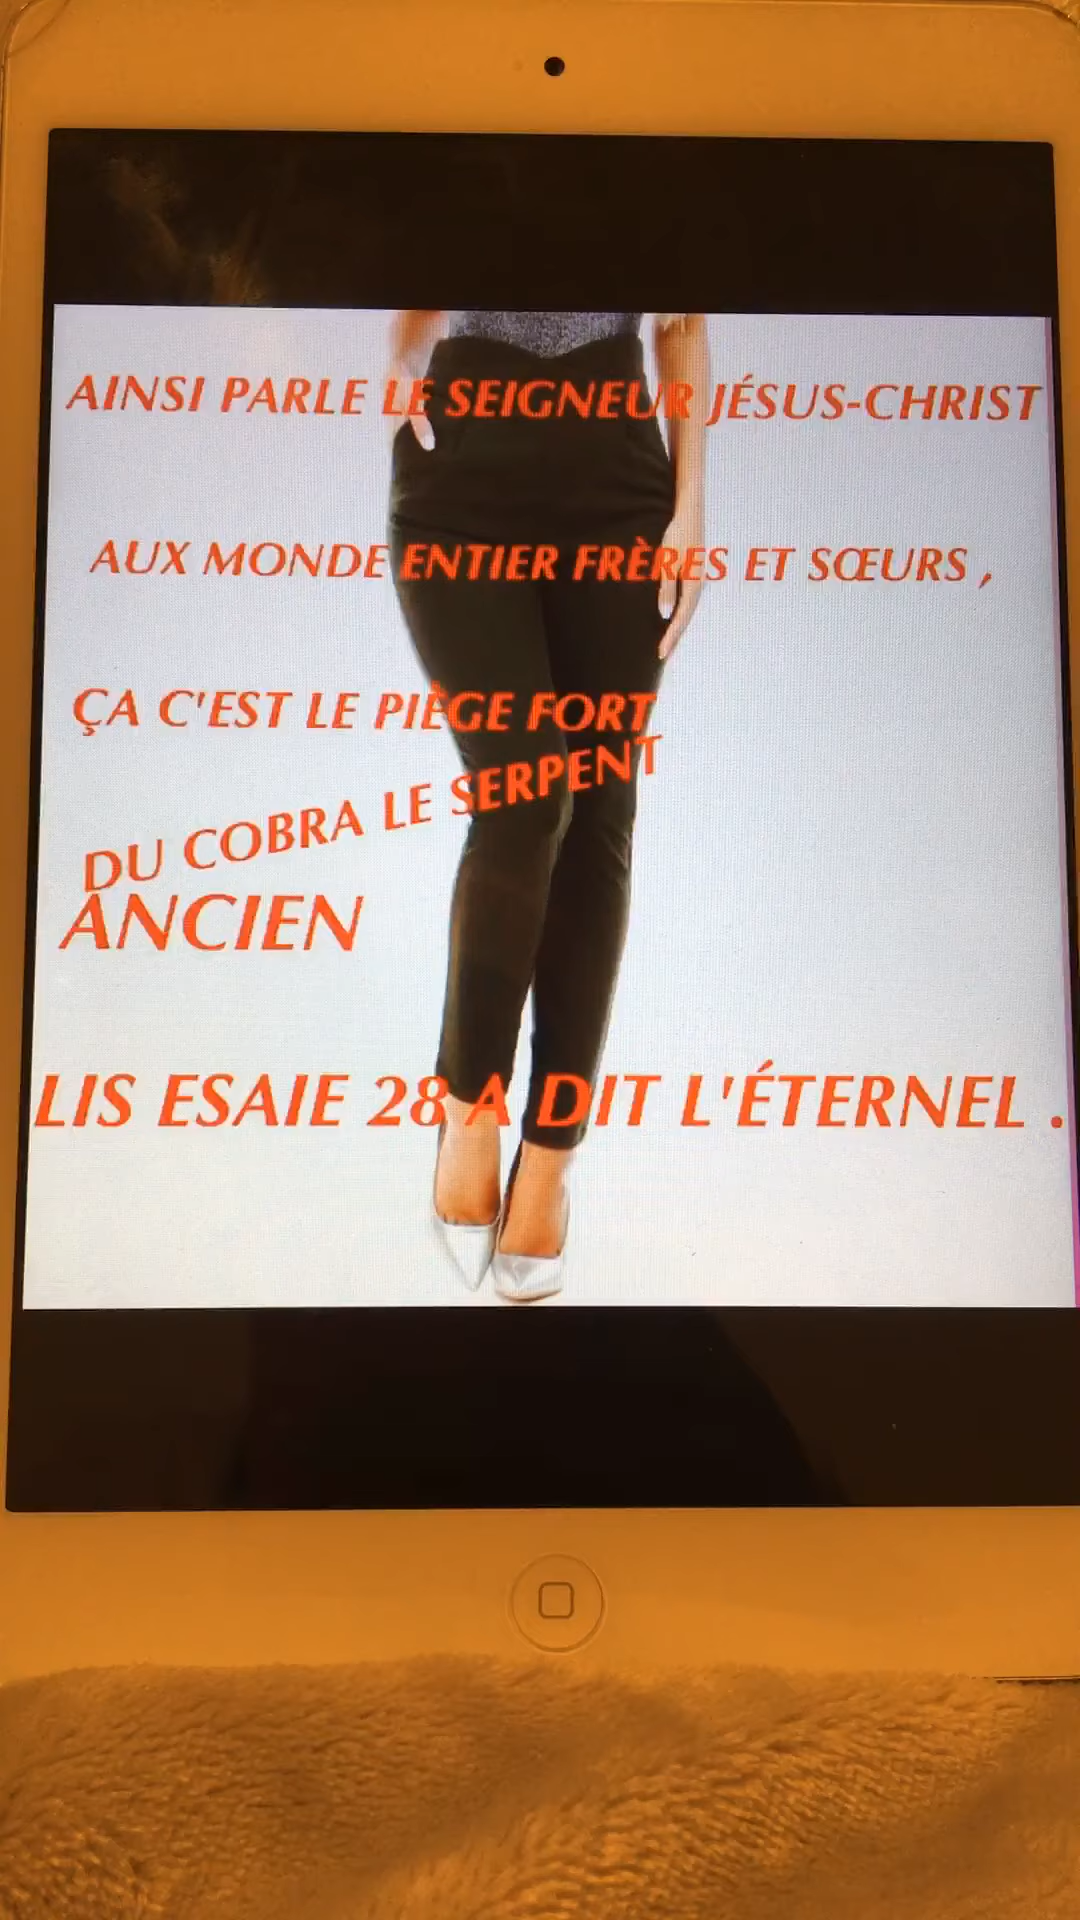 AINSI PARLE LE SEIGNEUR JÉSUS-CHRIST
AUX MONDE ENTIER FRÈRES ET SŒURS ,
ÇA C'EST LE PIÈGE FORT
DU COBRA LE SERPENT
ANCIEN
LIS ESAIE 28 A DIT L'ÉTERNEL .